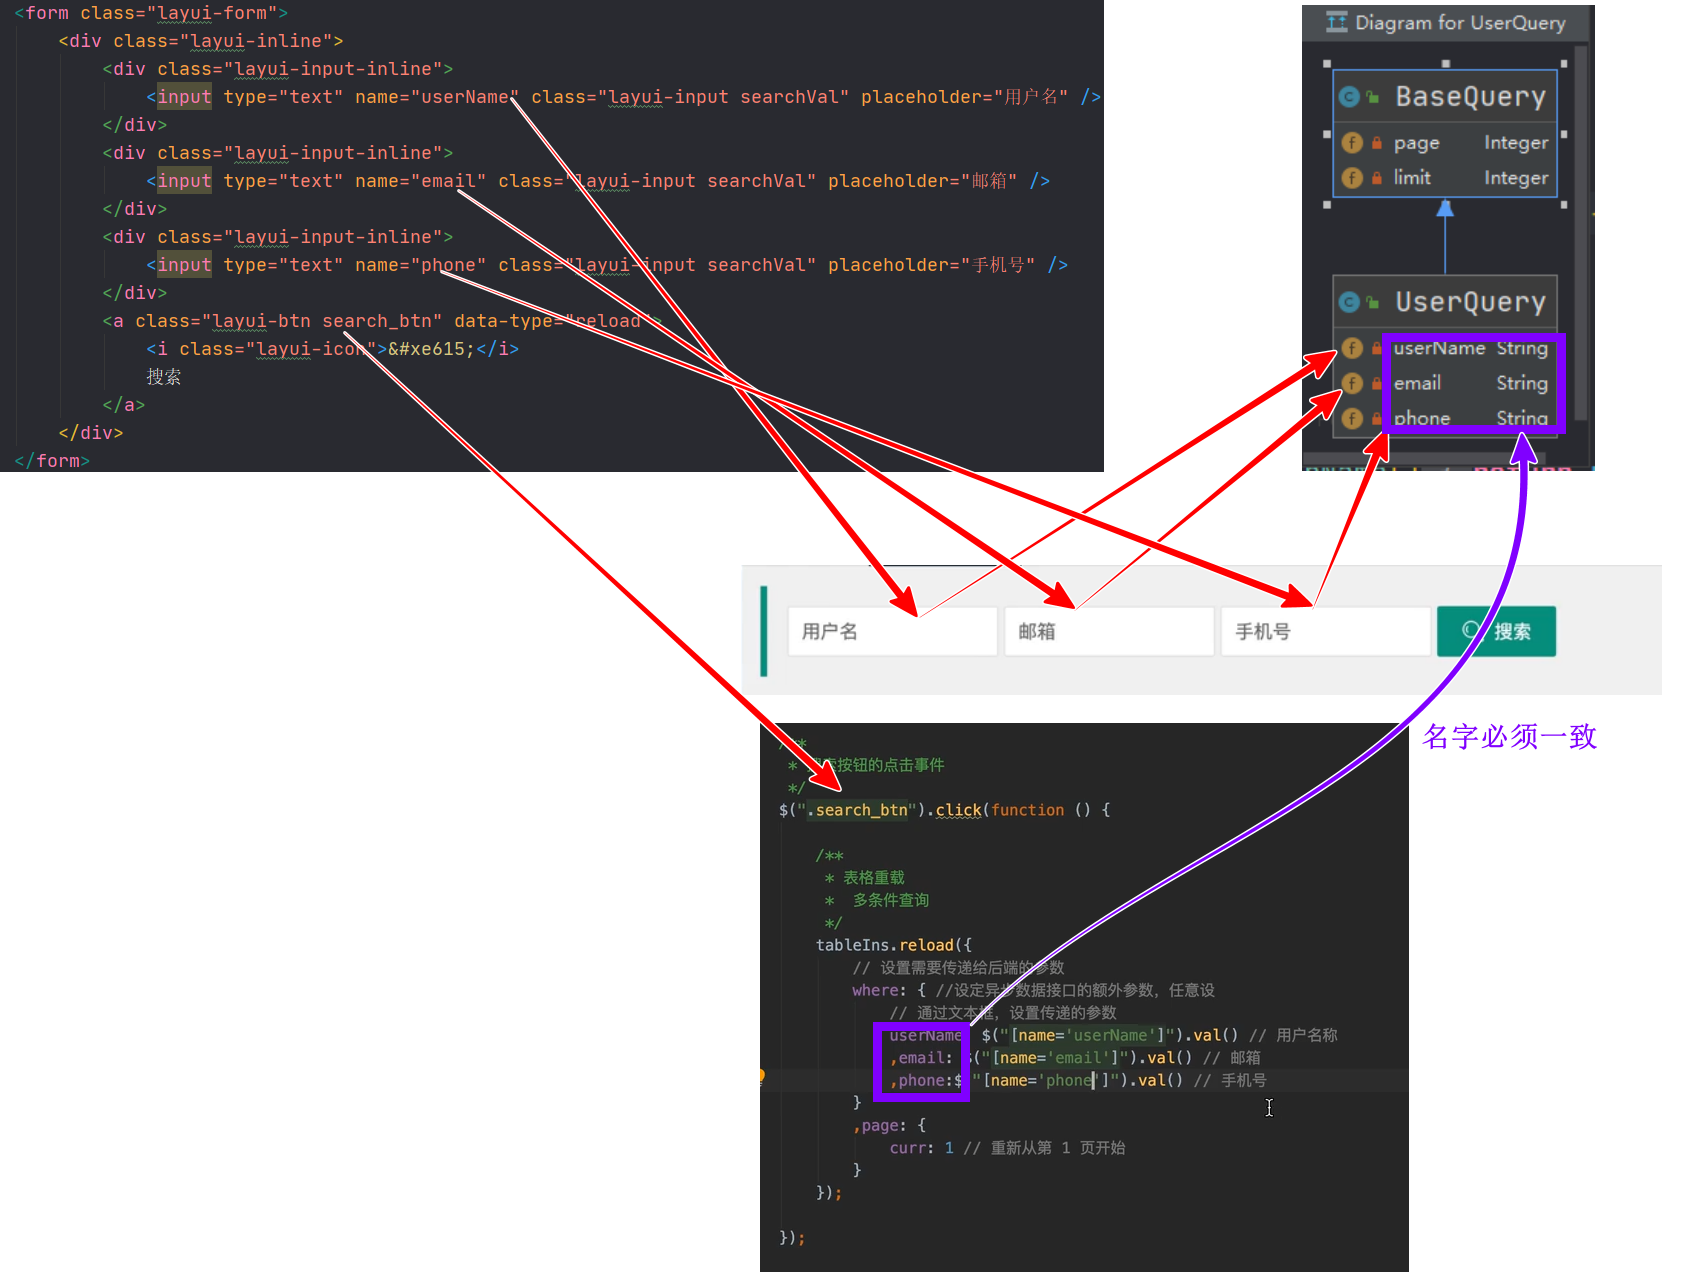 <form class="layui-form">
<div class="layui-inline">
<div class="layui-input-inline">
<input type="text" name="userName" class="layui-input searchVal" placeholder="用户名" />
</div>
<div class="layui-input-inline">
<input type="text" name="email" class="layui-input searchVal" placeholder="邮箱" />
</div>
<div class="layui-input-inline">
<input type="text" name="phone" class="layui-input searchVal" placeholder="手机号" />
</div>
<a class="layui-btn search_btn" data-type="reload">
<i class="layui-icon">&#xe615;</i>
搜索
</a>
</div>
</form>
Diagram for UserQuery
BaseQuery
page Integer
limit Integer
UserQuery
userName String
email String
phone String
用户名
邮箱
手机号
搜索
名字必须一致
/**
* 搜索按钮的点击事件
*/
$(".search_btn").click(function () {
/**
* 表格重载
* 多条件查询
*/
tableIns.reload({
// 设置需要传递给后端的参数
where: { //设定异步数据接口的额外参数，任意设
// 通过文本框，设置传递的参数
userName $("[name='userName']").val() // 用户名称
,email: $("[name='email']").val() // 邮箱
,phone:$("[name='phone']").val() // 手机号
}
,page: {
curr: 1 // 重新从第 1 页开始
}
});
});